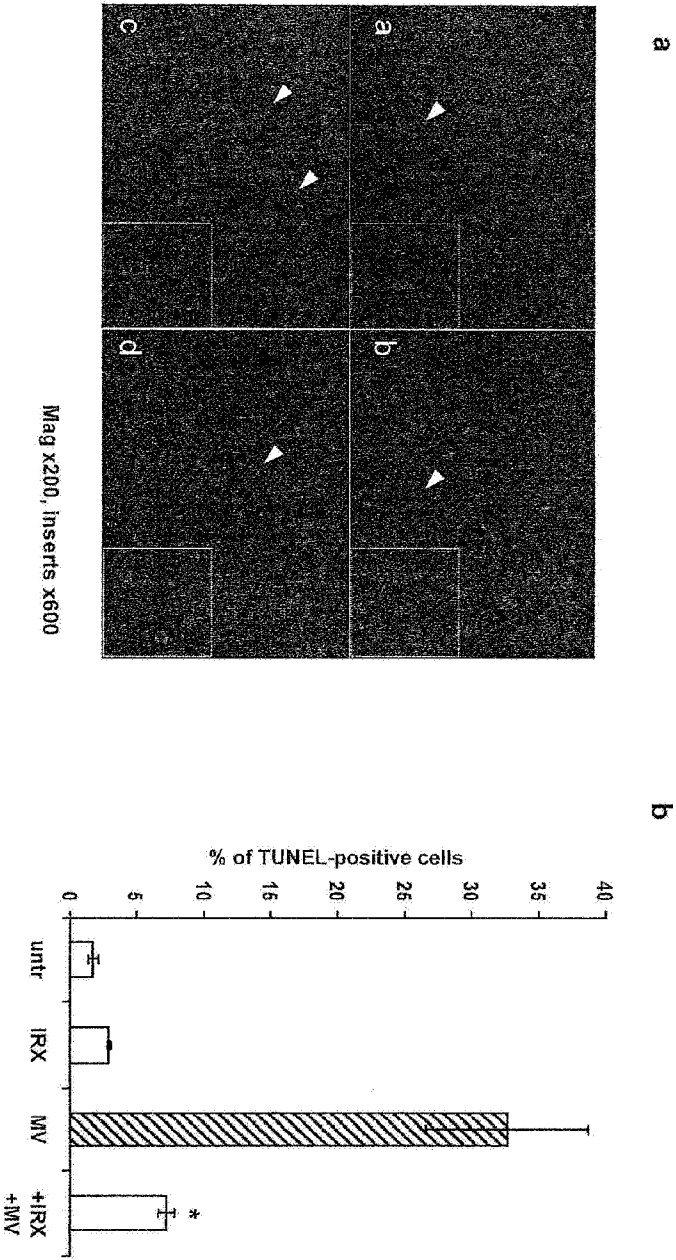 a
a
b
c
d
Mag x200, inserts x600
b
% of TUNEL-positive cells
40
35
30
25
20
15
10
5
0
*
untr
IRX
MV
+IRX
+MV